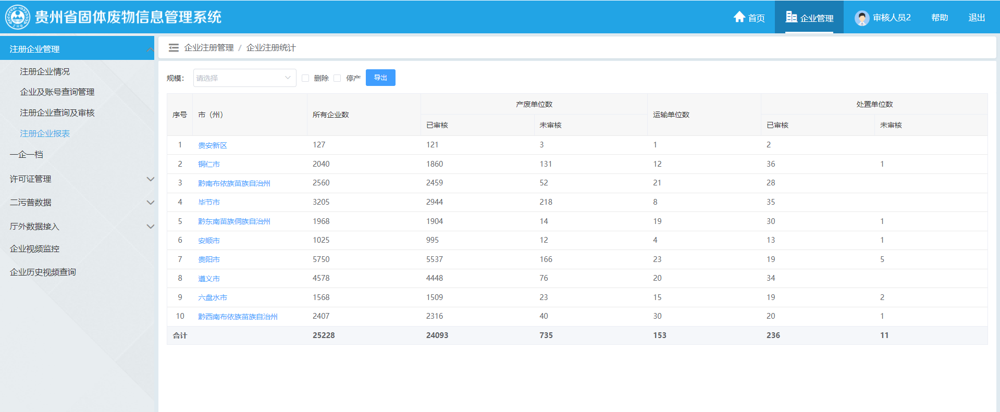 贵州省固体废物信息管理系统
首页 企业管理 审核人员2 帮助 退出
注册企业管理
注册企业情况
企业及账号查询管理
注册企业查询及审核
注册企业报表
一企一档
许可证管理
二污普数据
厅外数据接入
企业视频监控
企业历史视频查询
企业注册管理 / 企业注册统计
规模： 请选择 删除 停产 导出
序号 市（州） 所有企业数 产废单位数 运输单位数 处置单位数
已审核 未审核 已审核 未审核
1 贵安新区 127 121 3 1 2
2 铜仁市 2040 1860 131 12 36 1
3 黔南布依族苗族自治州 2560 2459 52 21 28
4 毕节市 3205 2944 218 8 35
5 黔东南苗族侗族自治州 1968 1904 14 19 30 1
6 安顺市 1025 995 12 4 13 1
7 贵阳市 5750 5537 166 23 19 5
8 遵义市 4578 4448 76 20 34
9 六盘水市 1568 1509 23 15 19 2
10 黔西南布依族苗族自治州 2407 2316 40 30 20 1
合计 25228 24093 735 153 236 11